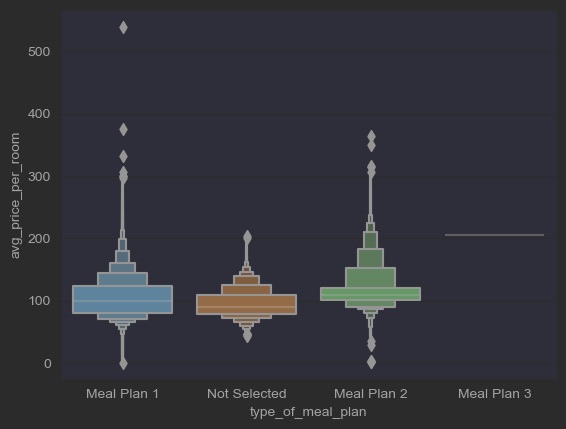 500
400
300
200
100
0
avg_price_per_room
Meal Plan 1 Not Selected Meal Plan 2 Meal Plan 3
type_of_meal_plan